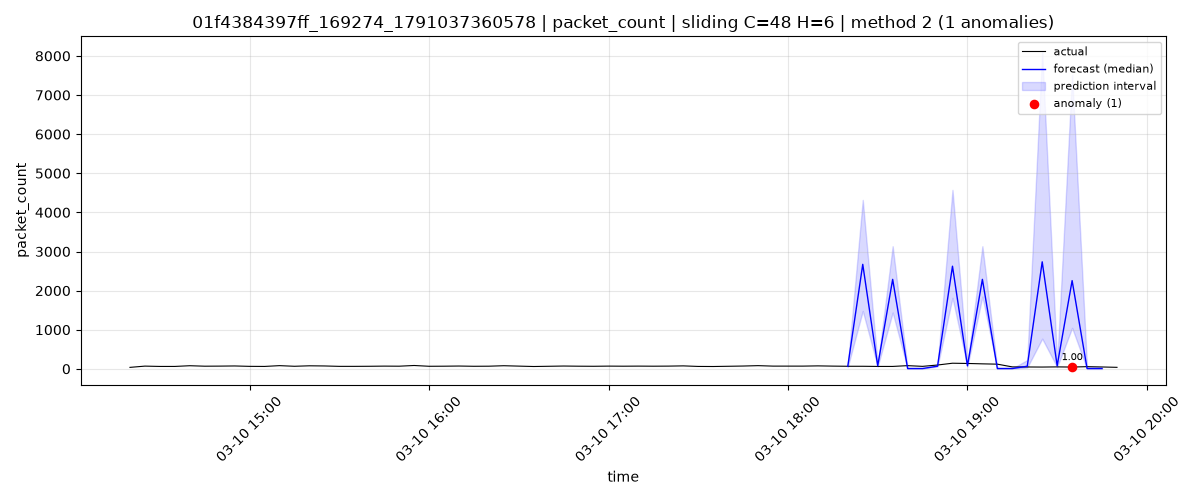 01f4384397ff_169274_1791037360578 | packet_count | sliding C=48 H=6 | method 2 (1 anomalies)
actual
forecast (median)
prediction interval
anomaly (1)
packet_count
8000
7000
6000
5000
4000
3000
2000
1000
0
1.00
03-10 15:00
03-10 16:00
03-10 17:00
03-10 18:00
03-10 19:00
03-10 20:00
time